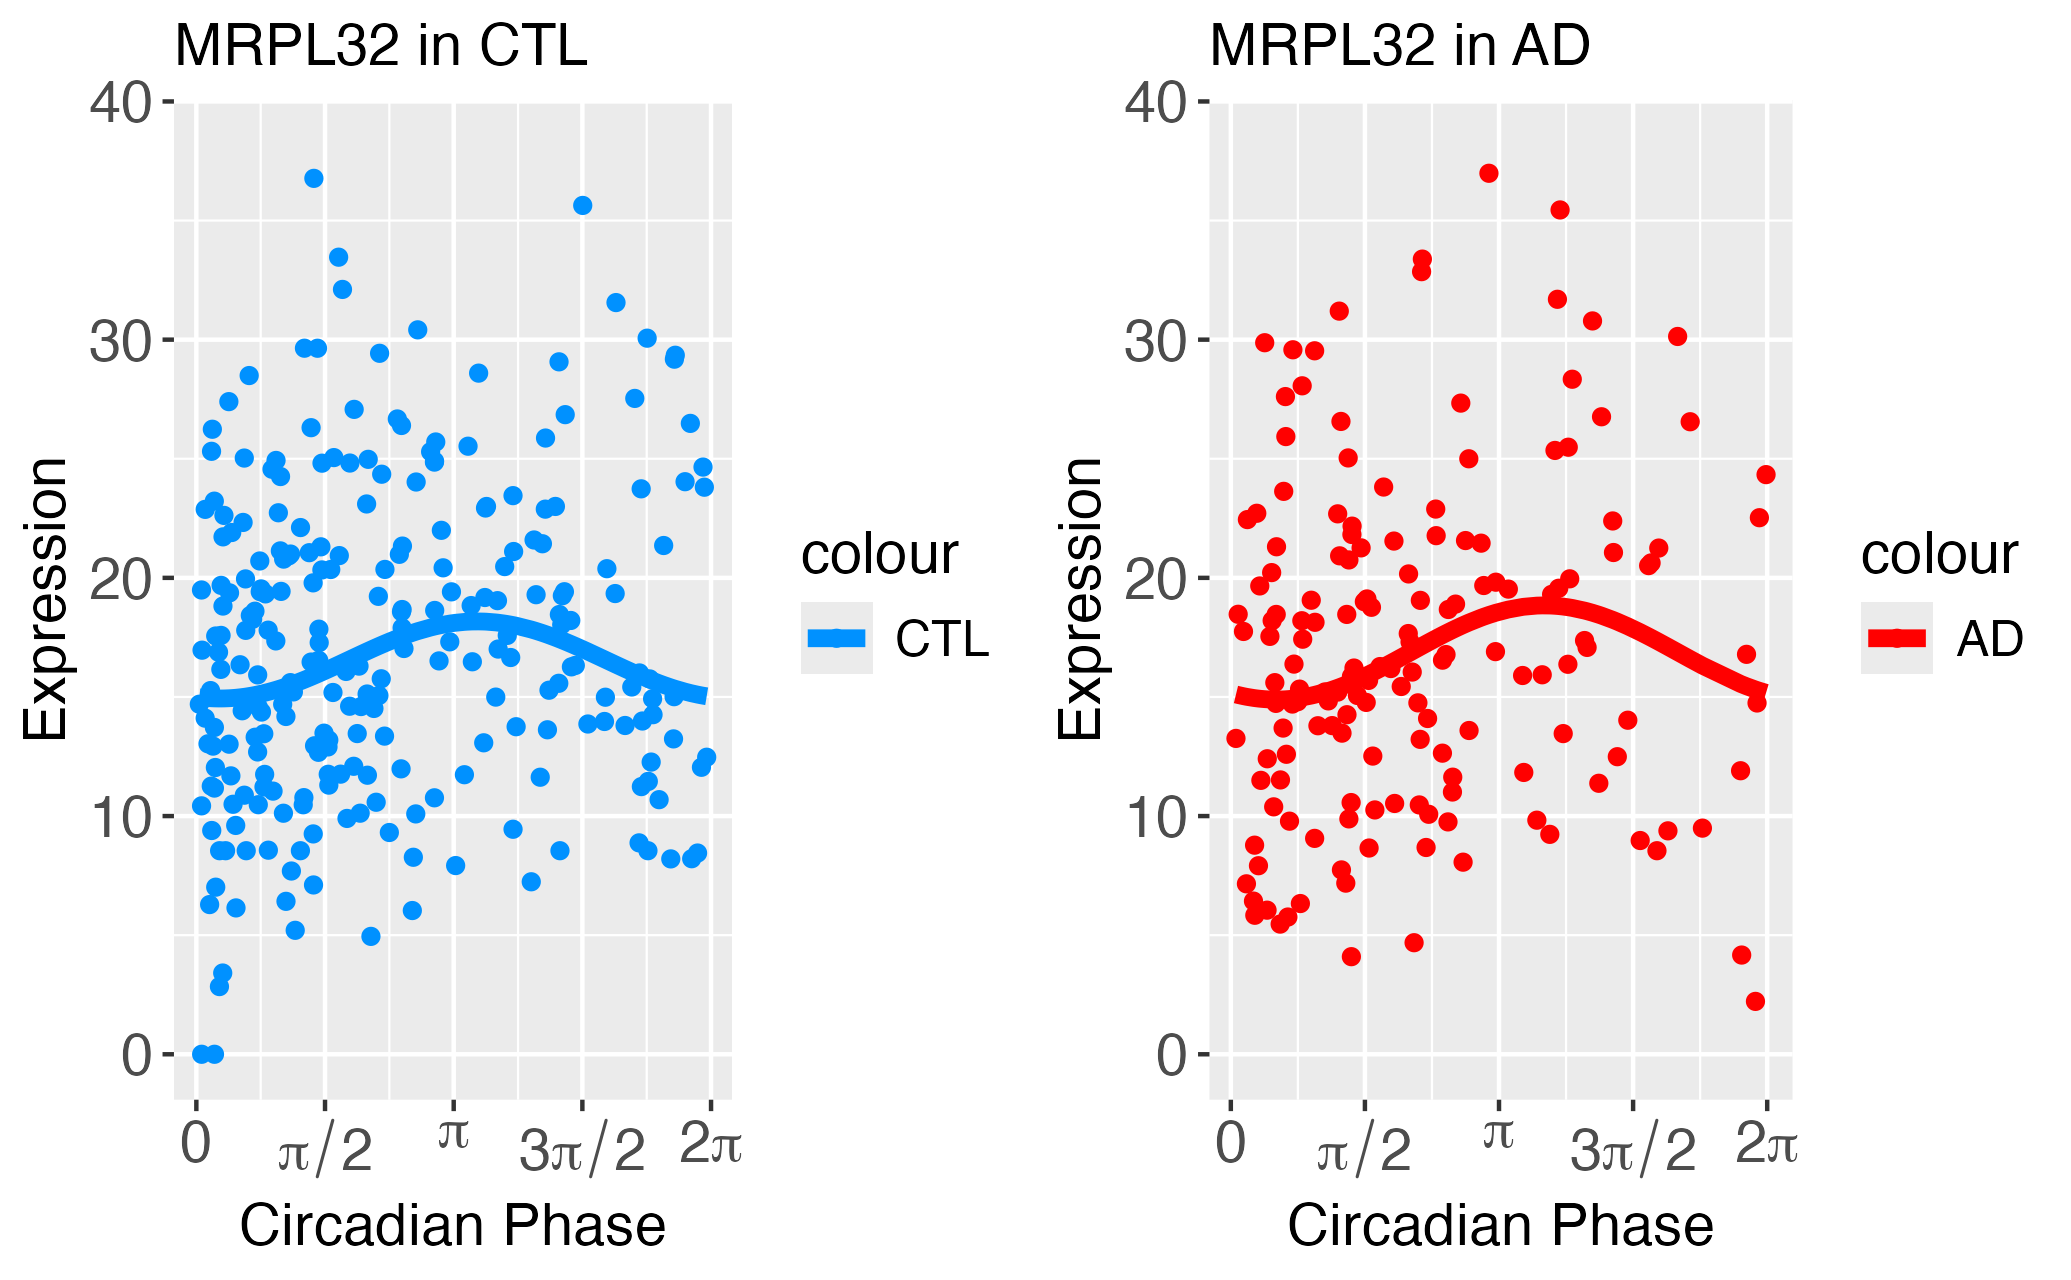 MRPL32 in CTL
40
30
20
10
0
Expression
0 π/2 π 3π/2 2π
Circadian Phase
colour
CTL
MRPL32 in AD
40
30
20
10
0
Expression
0 π/2 π 3π/2 2π
Circadian Phase
colour
AD